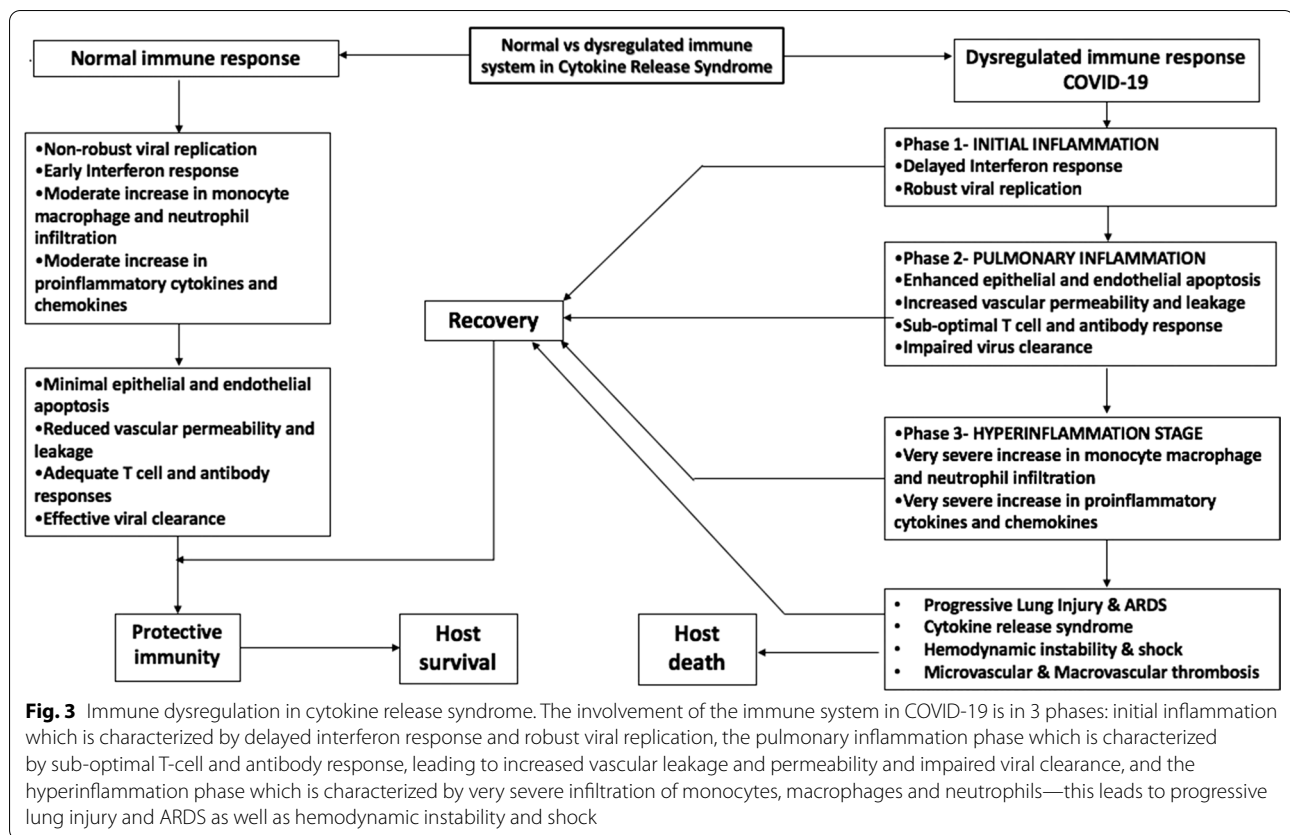 Normal vs dysregulated immune
system in Cytokine Release Syndrome
Normal immune response
•Non-robust viral replication
•Early Interferon response
•Moderate increase in monocyte
macrophage and neutrophil
infiltration
•Moderate increase in
proinflammatory cytokines and
chemokines
•Minimal epithelial and endothelial
apoptosis
•Reduced vascular permeability and
leakage
•Adequate T cell and antibody
responses
•Effective viral clearance
Protective
immunity
Host
survival
Recovery
Dysregulated immune response
COVID-19
•Phase 1- INITIAL INFLAMMATION
•Delayed Interferon response
•Robust viral replication
•Phase 2- PULMONARY INFLAMMATION
•Enhanced epithelial and endothelial apoptosis
•Increased vascular permeability and leakage
•Sub-optimal T cell and antibody response
•Impaired virus clearance
•Phase 3- HYPERINFLAMMATION STAGE
•Very severe increase in monocyte macrophage
and neutrophil infiltration
•Very severe increase in proinflammatory
cytokines and chemokines
• Progressive Lung Injury & ARDS
• Cytokine release syndrome
• Hemodynamic instability & shock
• Microvascular & Macrovascular thrombosis
Host
death
Fig. 3 Immune dysregulation in cytokine release syndrome. The involvement of the immune system in COVID-19 is in 3 phases: initial inflammation
which is characterized by delayed interferon response and robust viral replication, the pulmonary inflammation phase which is characterized
by sub-optimal T-cell and antibody response, leading to increased vascular leakage and permeability and impaired viral clearance, and the
hyperinflammation phase which is characterized by very severe infiltration of monocytes, macrophages and neutrophils—this leads to progressive
lung injury and ARDS as well as hemodynamic instability and shock